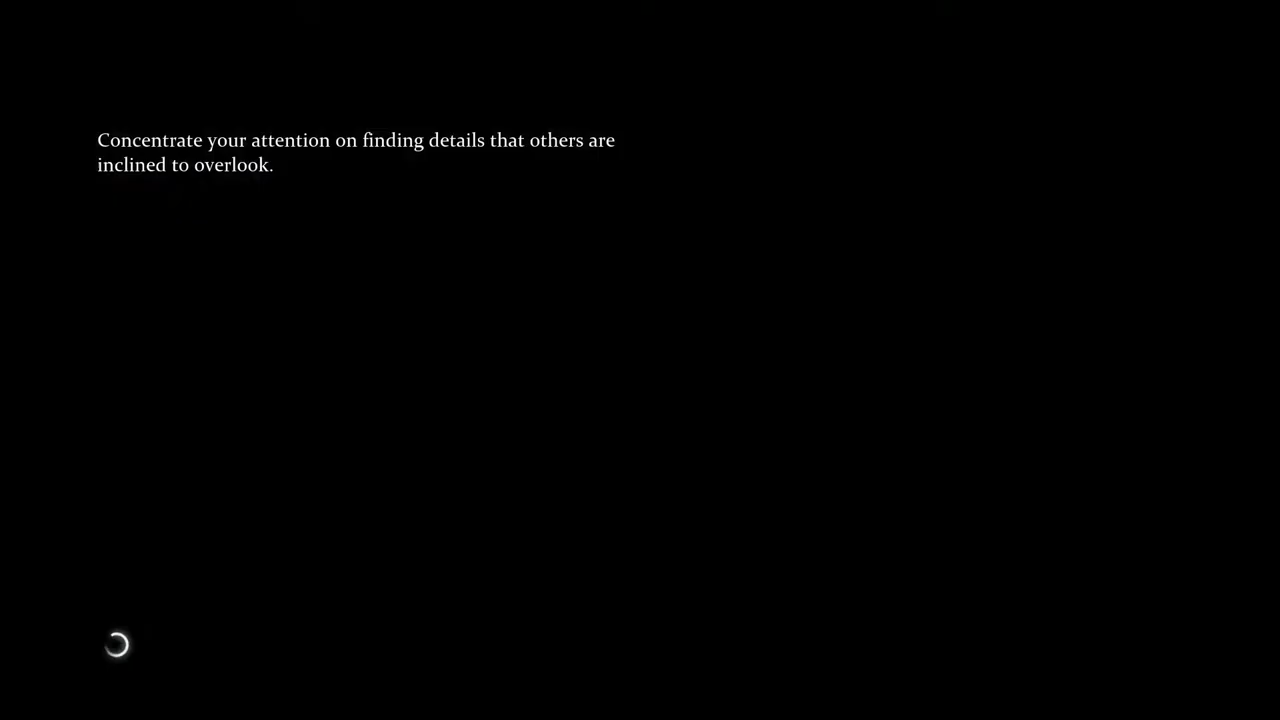 Concentrate your attention on finding details that others are
inclined to overlook.